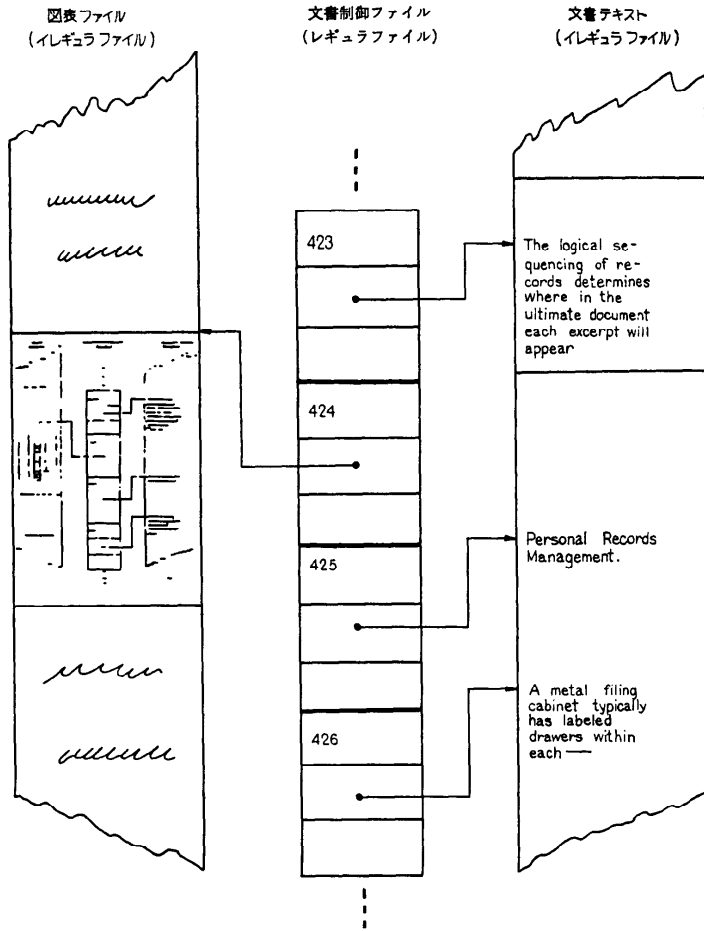 図表ファイル
(イレギュラファイル)
文書制御ファイル
(レギュラファイル)
文書テキスト
(イレギュラファイル)
423
424
425
426
The logical se-
quencing of re-
cords determines
where in the
ultimate document
each excerpt will
appear
Personal Records
Management.
A metal filing
cabinet typically
has labeled
drawers within
each —